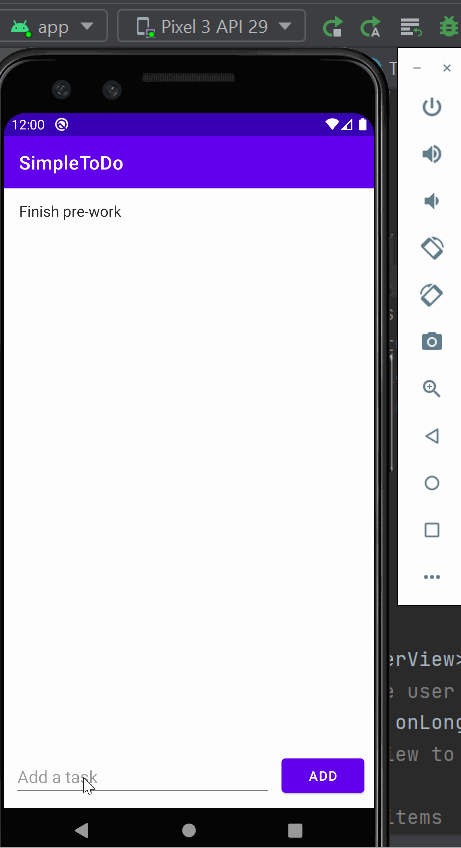 app
Pixel 3 API 29
12:00
SimpleToDo
Finish pre-work
Add a task
ADD
erView>
user
onLong
iew to
items